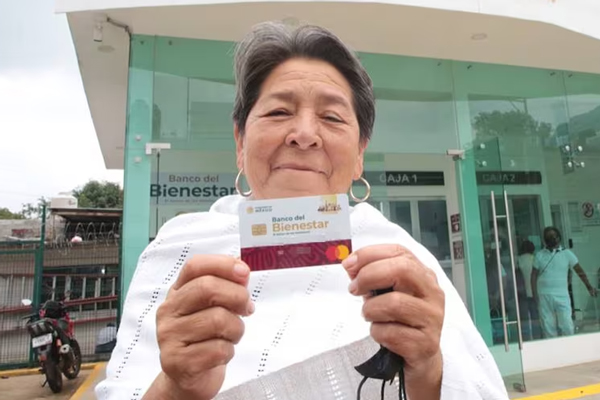 CAJA 1
CAJA 2
Banco del
Bienestar
Banco del
Bienestar